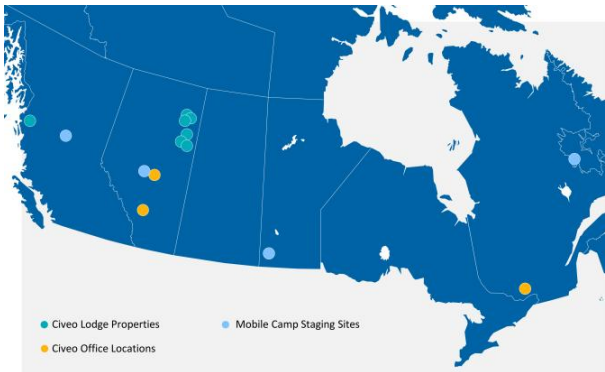 Civeo Lodge Properties
Mobile Camp Staging Sites
Civeo Office Locations